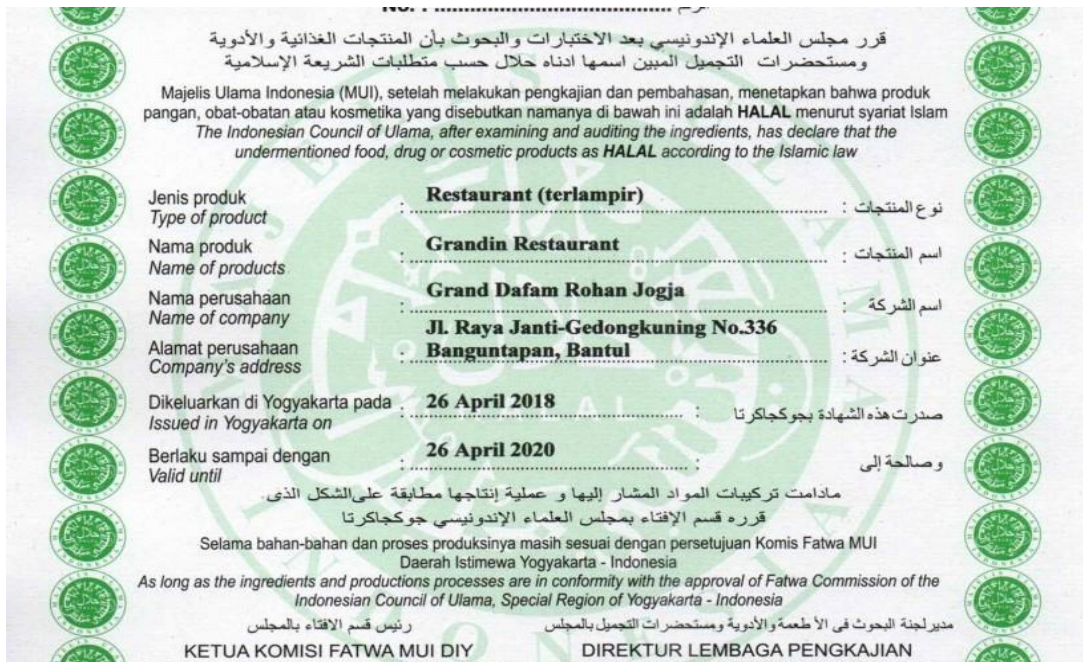 No. : ........................................... الرقم
قرر مجلس العلماء الإندونيسي بعد الاختبارات والبحوث بأن المنتجات الغذائية والأدوية
ومستحضرات التجميل المبين اسمها ادناه حلال حسب متطلبات الشريعة الإسلامية
Majelis Ulama Indonesia (MUI), setelah melakukan pengkajian dan pembahasan, menetapkan bahwa produk
pangan, obat-obatan atau kosmetika yang disebutkan namanya di bawah ini adalah HALAL menurut syariat Islam
The Indonesian Council of Ulama, after examining and auditing the ingredients, has declare that the
undermentioned food, drug or cosmetic products as HALAL according to the Islamic law
Jenis produk : Restaurant (terlampir) نوع المنتجات :
Type of product
Nama produk : Grandin Restaurant اسم المنتجات :
Name of products
Nama perusahaan : Grand Dafam Rohan Jogja اسم الشركة :
Name of company
Jl. Raya Janti-Gedongkuning No.336
Alamat perusahaan : Banguntapan, Bantul عنوان الشركة :
Company's address
Dikeluarkan di Yogyakarta pada : 26 April 2018 صدرت هذه الشهادة بجوكجاكرتا :
Issued in Yogyakarta on
Berlaku sampai dengan : 26 April 2020 وصالحة إلى :
Valid until
مادامت تركيبات المواد المشار إليها و عملية إنتاجها مطابقة على الشكل الذى
قرره قسم الإفتاء بمجلس العلماء الإندونيسي جوكجاكرتا
Selama bahan-bahan dan proses produksinya masih sesuai dengan persetujuan Komis Fatwa MUI
Daerah Istimewa Yogyakarta - Indonesia
As long as the ingredients and productions processes are in conformity with the approval of Fatwa Commission of the
Indonesian Council of Ulama, Special Region of Yogyakarta - Indonesia
رئيس قسم الافتاء بالمجلس
مدير لجنة البحوث فى الأ طعمة والأدوية ومستحضرات التجميل بالمجلس
KETUA KOMISI FATWA MUI DIY
DIREKTUR LEMBAGA PENGKAJIAN